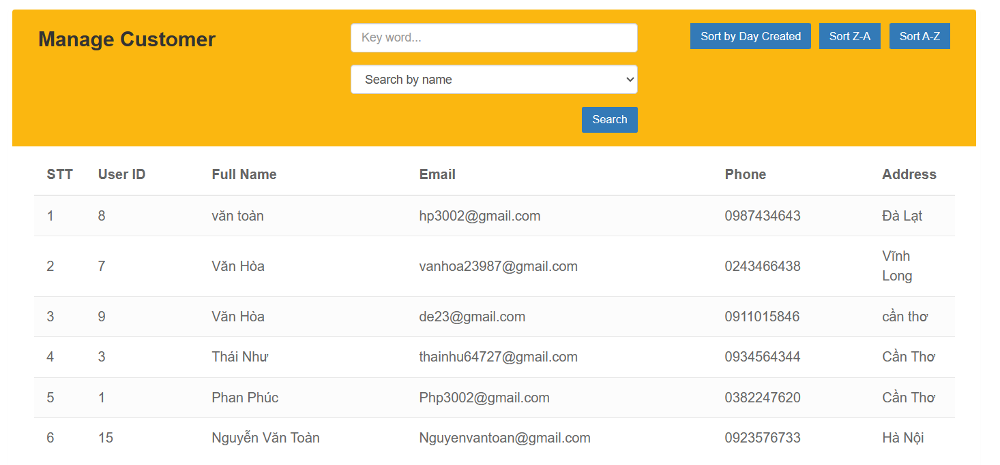 Manage Customer
Key word...
Sort by Day Created Sort Z-A Sort A-Z
Search by name
Search
STT User ID Full Name Email Phone Address
1 8 văn toàn hp3002@gmail.com 0987434643 Đà Lạt
2 7 Văn Hòa vanhoa23987@gmail.com 0243466438 Vĩnh
Long
3 9 Văn Hòa de23@gmail.com 0911015846 cần thơ
4 3 Thái Như thainhu64727@gmail.com 0934564344 Cần Thơ
5 1 Phan Phúc Php3002@gmail.com 0382247620 Cần Thơ
6 15 Nguyễn Văn Toàn Nguyenvantoan@gmail.com 0923576733 Hà Nội